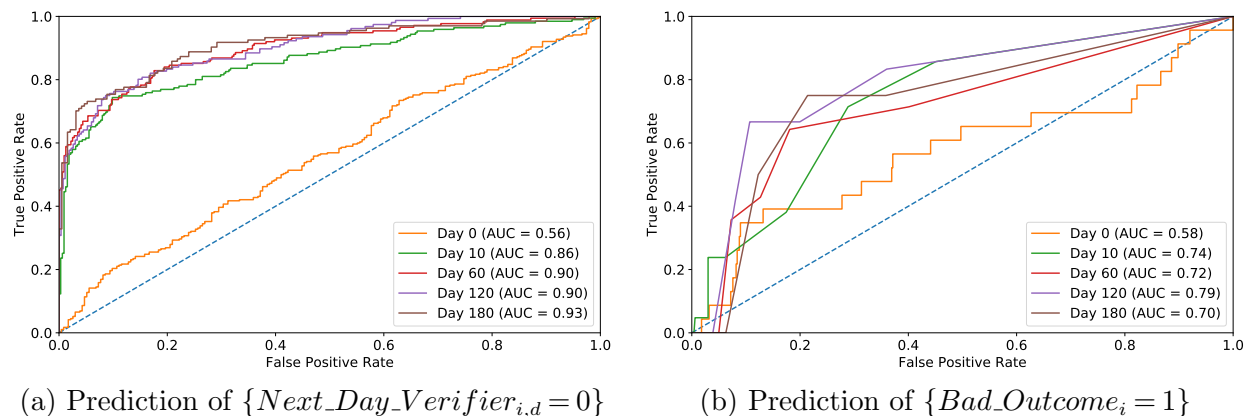 1.0
0.8
0.6
0.4
0.2
0.0
True Positive Rate
0.0 0.2 0.4 0.6 0.8 1.0
False Positive Rate
Day 0 (AUC = 0.56)
Day 10 (AUC = 0.86)
Day 60 (AUC = 0.90)
Day 120 (AUC = 0.90)
Day 180 (AUC = 0.93)
(a) Prediction of {Next_Day_Verifier_{i,d} = 0}
1.0
0.8
0.6
0.4
0.2
0.0
True Positive Rate
0.0 0.2 0.4 0.6 0.8 1.0
False Positive Rate
Day 0 (AUC = 0.58)
Day 10 (AUC = 0.74)
Day 60 (AUC = 0.72)
Day 120 (AUC = 0.79)
Day 180 (AUC = 0.70)
(b) Prediction of {Bad_Outcome_i = 1}